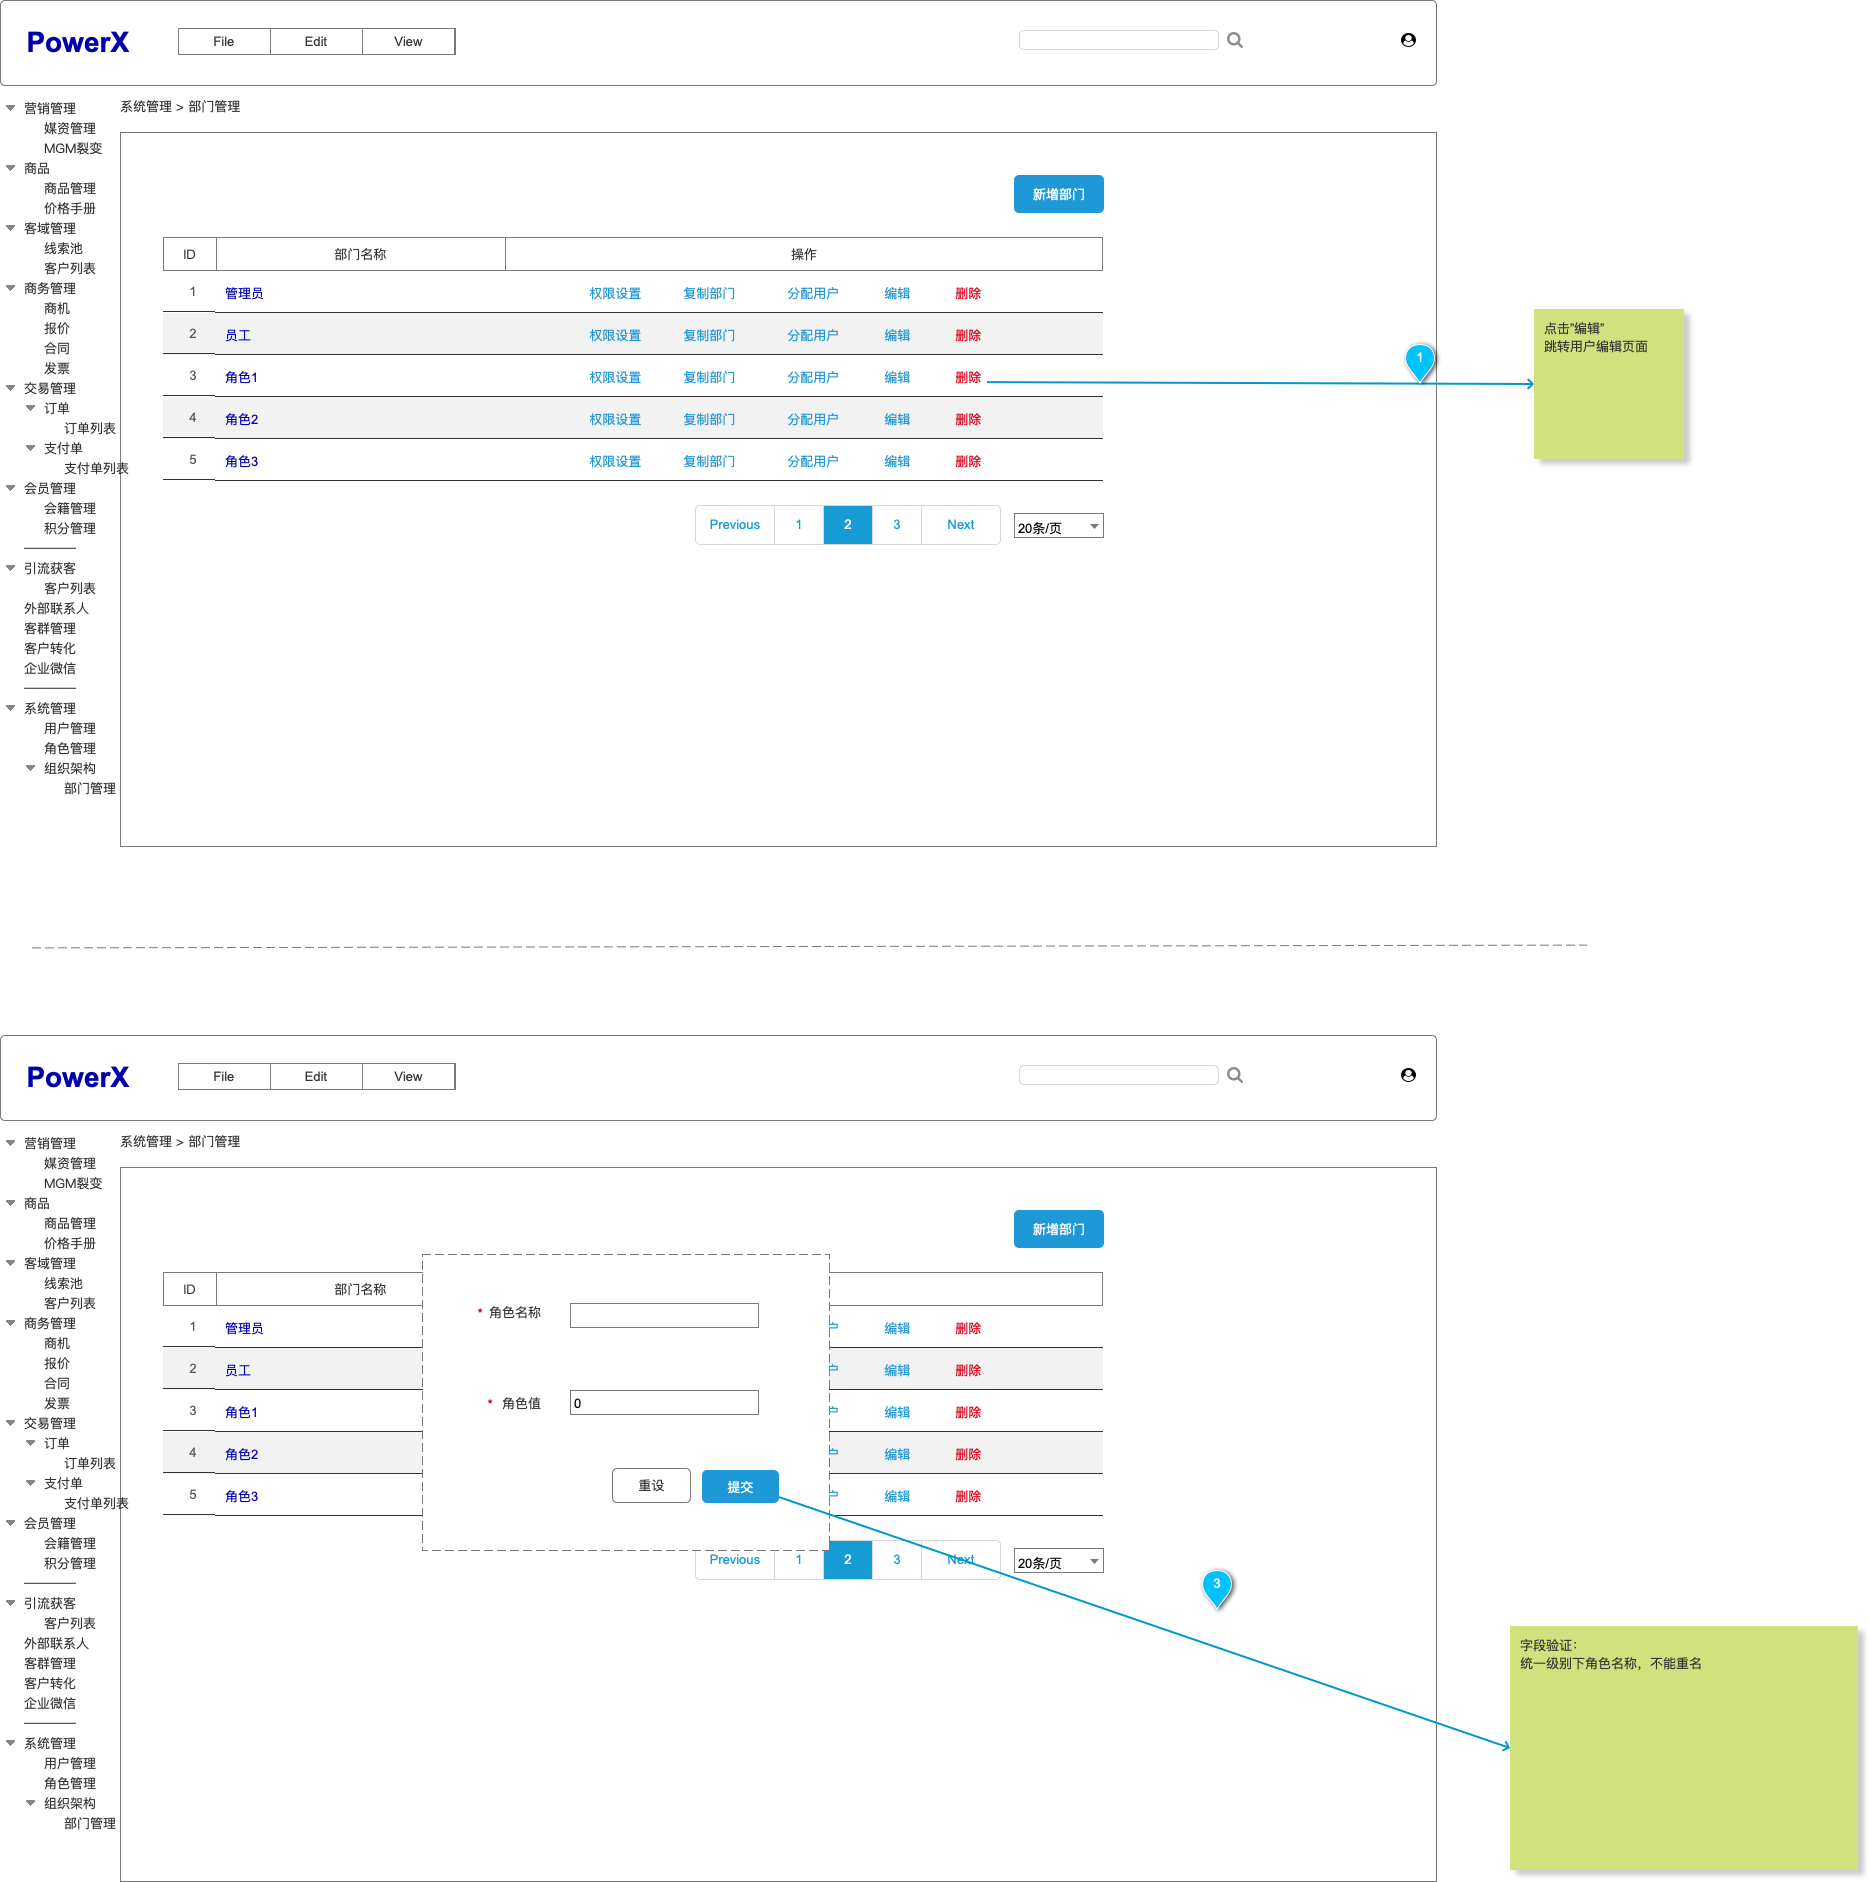 PowerX
File Edit View
系统管理 > 部门管理
营销管理
媒资管理
MGM裂变
商品
商品管理
价格手册
客域管理
线索池
客户列表
商务管理
商机
报价
合同
发票
交易管理
订单
订单列表
支付单
支付单列表
会员管理
会籍管理
积分管理
引流获客
客户列表
外部联系人
客群管理
客户转化
企业微信
系统管理
用户管理
角色管理
组织架构
部门管理
新增部门
ID 部门名称 操作
1 管理员 权限设置 复制部门 分配用户 编辑 删除
2 员工 权限设置 复制部门 分配用户 编辑 删除
3 角色1 权限设置 复制部门 分配用户 编辑 删除
4 角色2 权限设置 复制部门 分配用户 编辑 删除
5 角色3 权限设置 复制部门 分配用户 编辑 删除
Previous 1 2 3 Next 20条/页
1
点击”编辑”
跳转用户编辑页面
PowerX
File Edit View
系统管理 > 部门管理
营销管理
媒资管理
MGM裂变
商品
商品管理
价格手册
客域管理
线索池
客户列表
商务管理
商机
报价
合同
发票
交易管理
订单
订单列表
支付单
支付单列表
会员管理
会籍管理
积分管理
引流获客
客户列表
外部联系人
客群管理
客户转化
企业微信
系统管理
用户管理
角色管理
组织架构
部门管理
新增部门
ID 部门名称
1 管理员 编辑 删除
2 员工 编辑 删除
3 角色1 编辑 删除
4 角色2 编辑 删除
5 角色3 编辑 删除
* 角色名称
* 角色值 0
重设 提交
Previous 1 2 3 Next 20条/页
3
字段验证：
统一级别下角色名称，不能重名